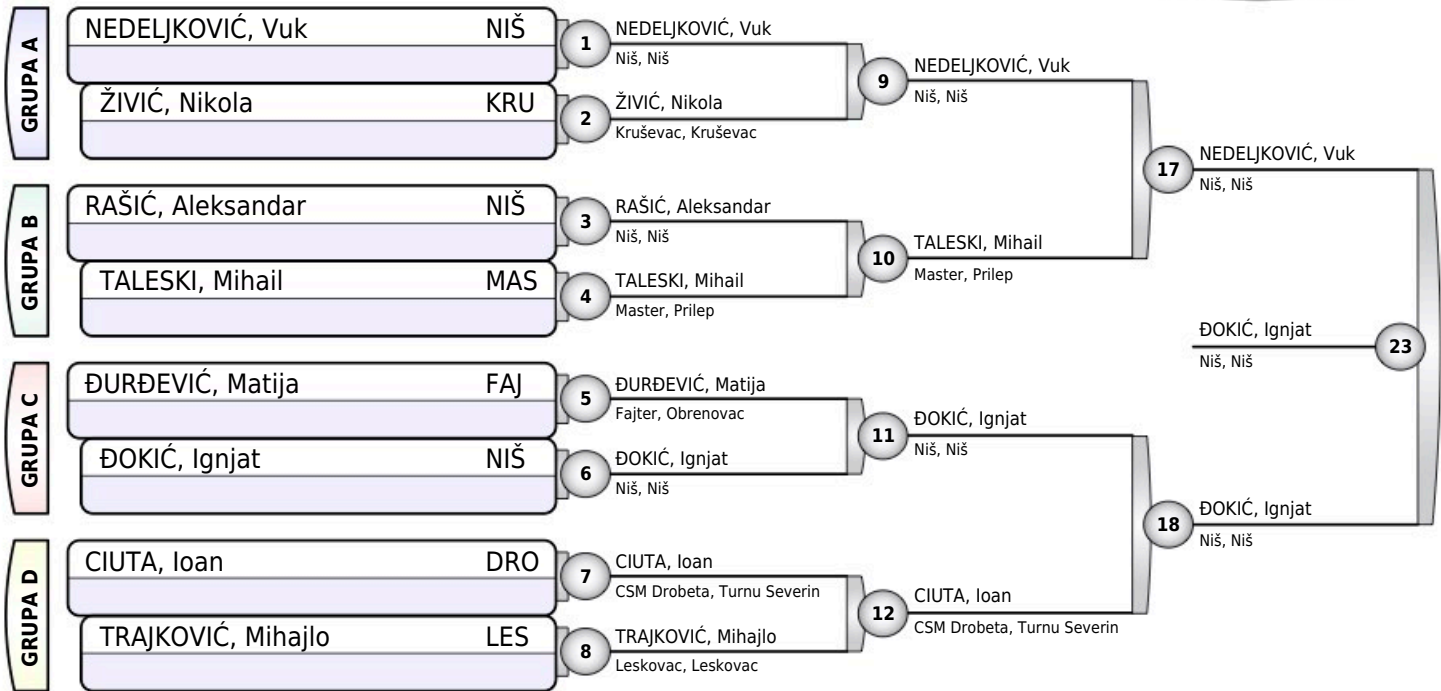 GRUPA A
NEDELJKOVIĆ, Vuk NIŠ
ŽIVIĆ, Nikola KRU
GRUPA B
RAŠIĆ, Aleksandar NIŠ
TALESKI, Mihail MAS
GRUPA C
ĐURĐEVIĆ, Matija FAJ
ĐOKIĆ, Ignjat NIŠ
GRUPA D
CIUTA, Ioan DRO
TRAJKOVIĆ, Mihajlo LES
1
NEDELJKOVIĆ, Vuk
Niš, Niš
2
ŽIVIĆ, Nikola
Kruševac, Kruševac
3
RAŠIĆ, Aleksandar
Niš, Niš
4
TALESKI, Mihail
Master, Prilep
5
ĐURĐEVIĆ, Matija
Fajter, Obrenovac
6
ĐOKIĆ, Ignjat
Niš, Niš
7
CIUTA, Ioan
CSM Drobeta, Turnu Severin
8
TRAJKOVIĆ, Mihajlo
Leskovac, Leskovac
9
NEDELJKOVIĆ, Vuk
Niš, Niš
10
TALESKI, Mihail
Master, Prilep
11
ĐOKIĆ, Ignjat
Niš, Niš
12
CIUTA, Ioan
CSM Drobeta, Turnu Severin
17
NEDELJKOVIĆ, Vuk
Niš, Niš
18
ĐOKIĆ, Ignjat
Niš, Niš
ĐOKIĆ, Ignjat
Niš, Niš
23